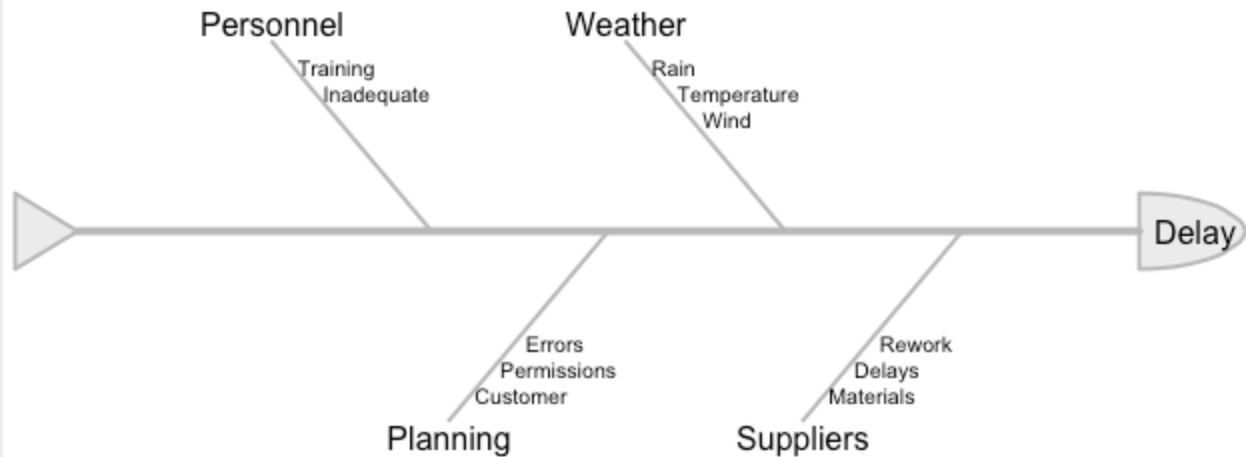 Personnel
Training
Inadequate
Weather
Rain
Temperature
Wind
Delay
Errors
Permissions
Customer
Planning
Rework
Delays
Materials
Suppliers